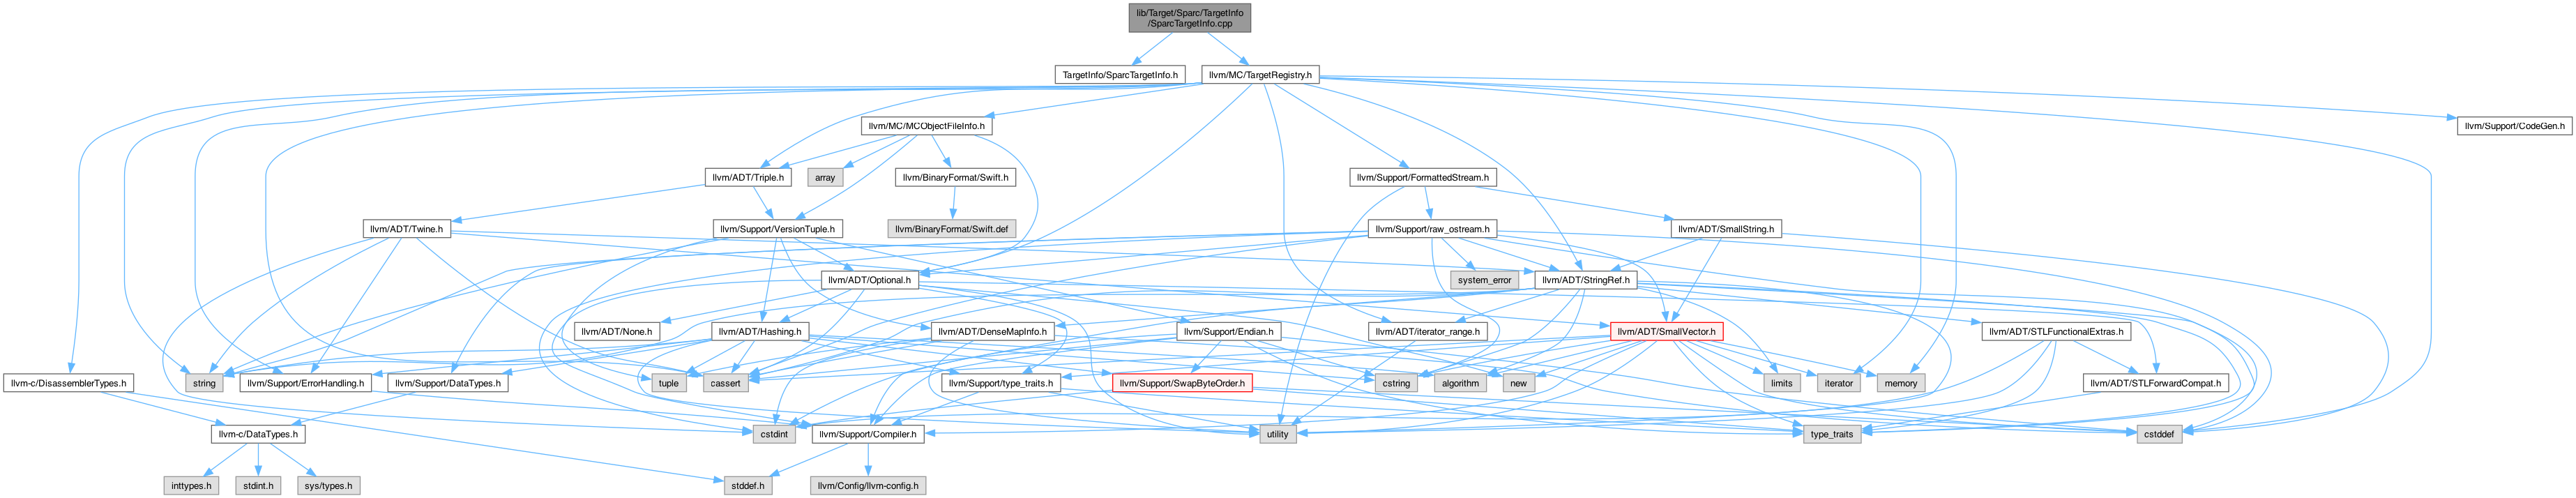 lib/Target/Sparc/TargetInfo
/SparcTargetInfo.cpp
TargetInfo/SparcTargetInfo.h
llvm/MC/TargetRegistry.h
llvm/MC/MCObjectFileInfo.h
llvm/Support/CodeGen.h
llvm/ADT/Triple.h
array
llvm/BinaryFormat/Swift.h
llvm/Support/FormattedStream.h
llvm/ADT/Twine.h
llvm/Support/VersionTuple.h
llvm/BinaryFormat/Swift.def
llvm/Support/raw_ostream.h
llvm/ADT/SmallString.h
llvm/ADT/Optional.h
system_error
llvm/ADT/StringRef.h
llvm/ADT/None.h
llvm/ADT/Hashing.h
llvm/ADT/DenseMapInfo.h
llvm/Support/Endian.h
llvm/ADT/iterator_range.h
llvm/ADT/SmallVector.h
llvm/ADT/STLFunctionalExtras.h
llvm-c/DisassemblerTypes.h
string
llvm/Support/ErrorHandling.h
llvm/Support/DataTypes.h
tuple
cassert
llvm/Support/type_traits.h
llvm/Support/SwapByteOrder.h
cstring
algorithm
new
limits
iterator
memory
llvm/ADT/STLForwardCompat.h
llvm-c/DataTypes.h
cstdint
llvm/Support/Compiler.h
utility
type_traits
cstddef
inttypes.h
stdint.h
sys/types.h
stddef.h
llvm/Config/llvm-config.h